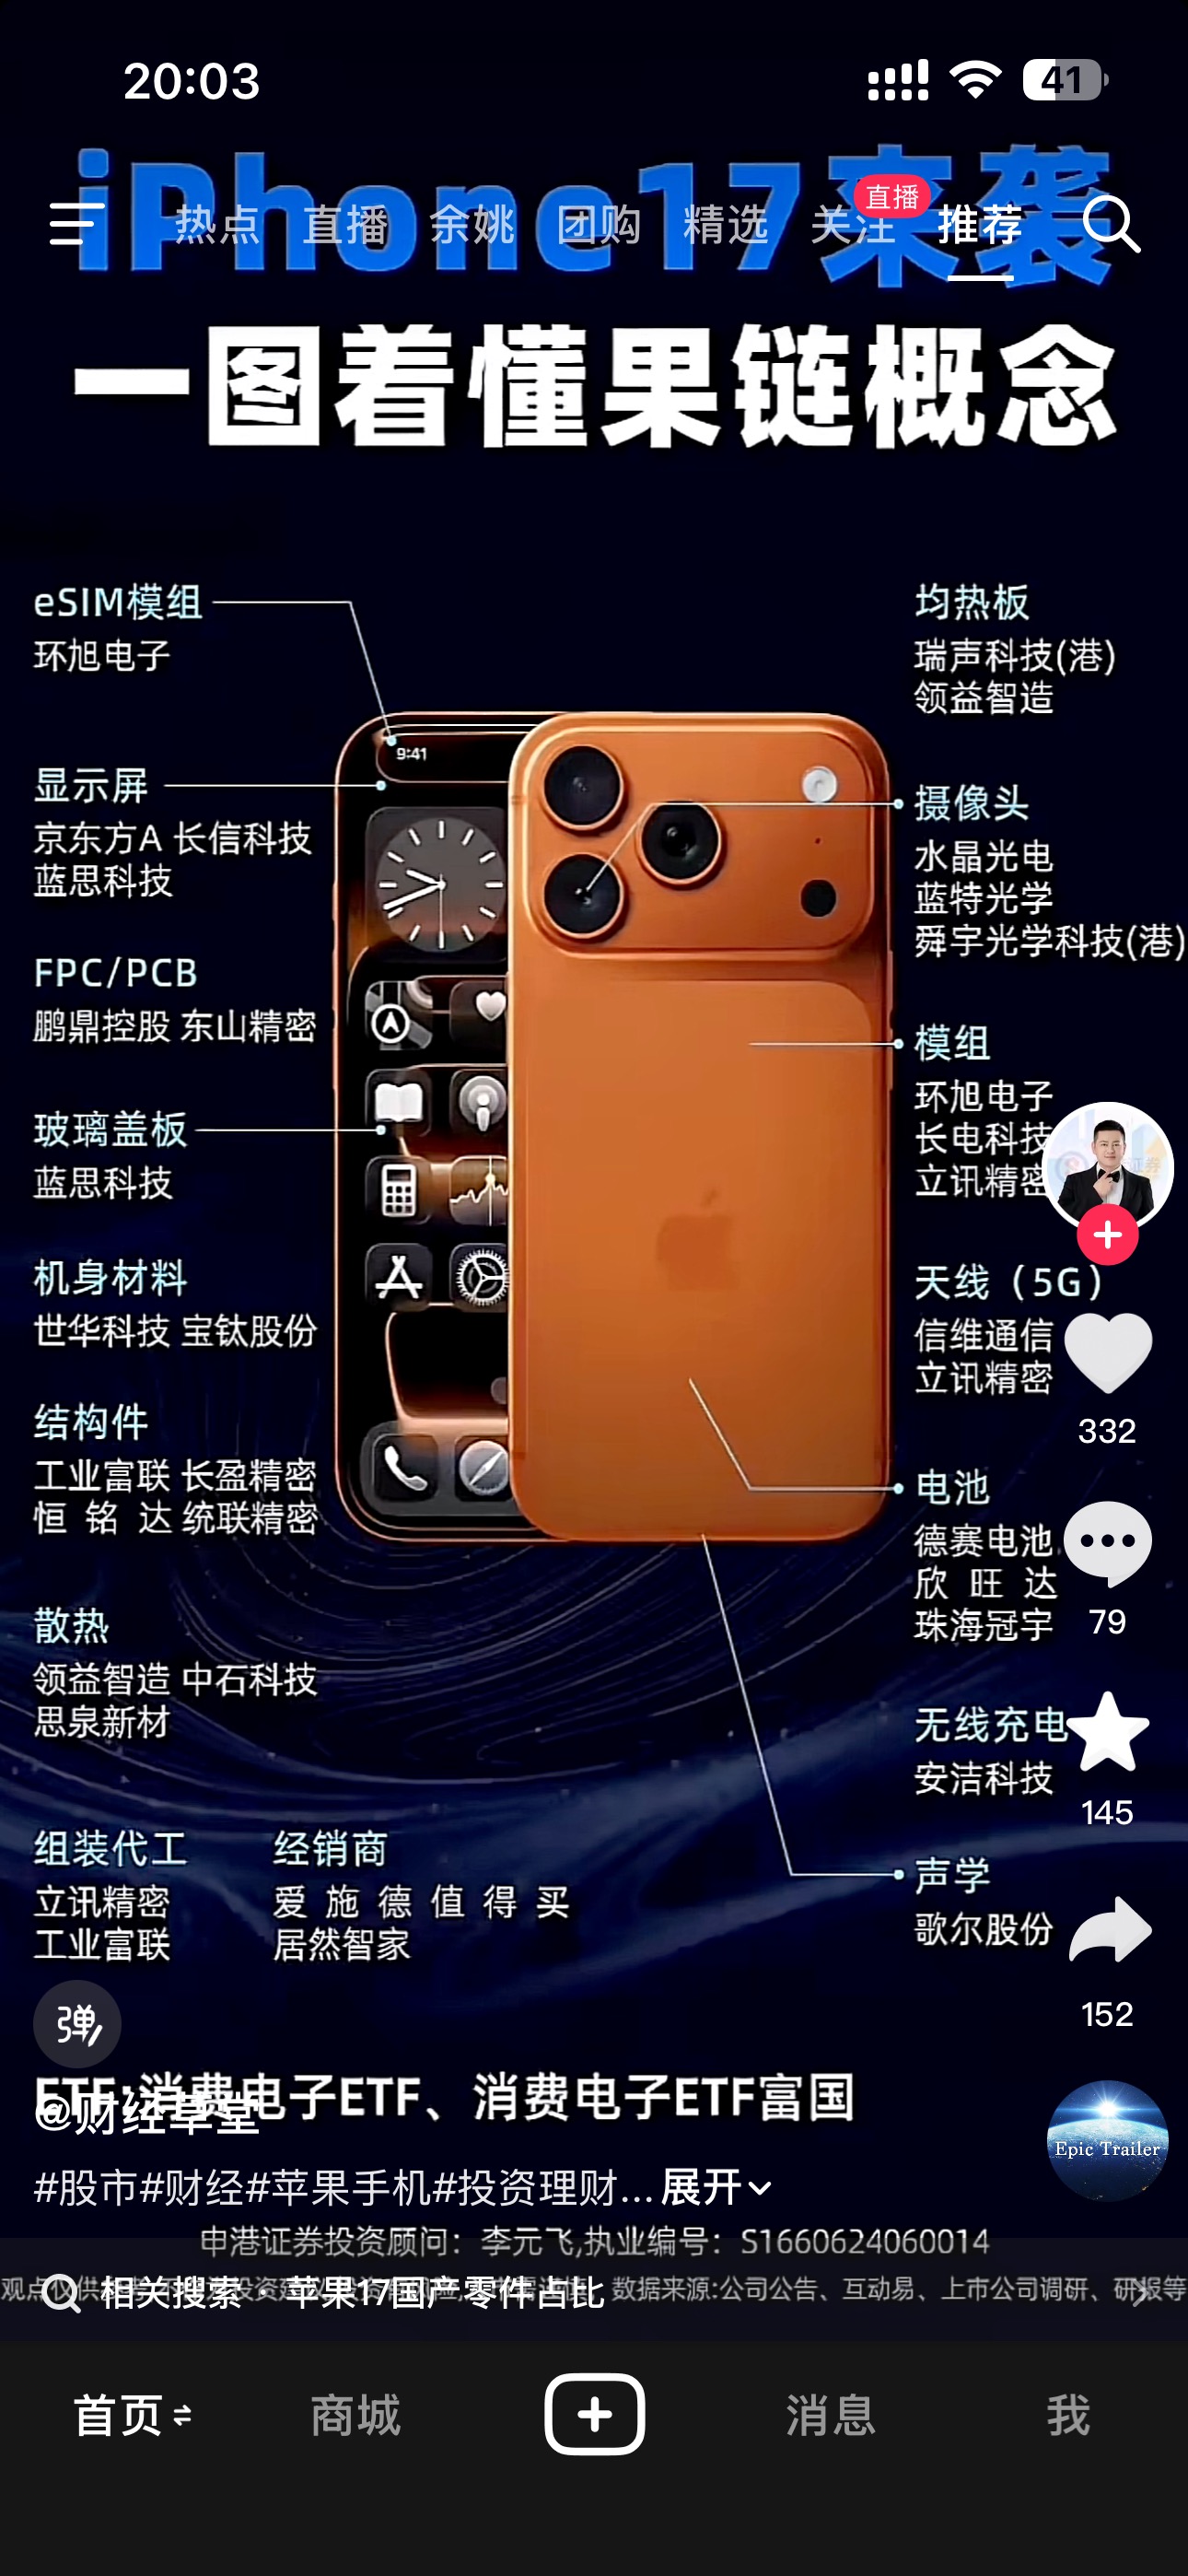 20:03
41
iPhone17来袭
热点 直播 余姚 团购 精选 关注 推荐
直播
一图着懂果链概念
eSIM模组
环旭电子
显示屏
京东方A 长信科技
蓝思科技
FPC/PCB
鹏鼎控股 东山精密
玻璃盖板
蓝思科技
机身材料
世华科技 宝钛股份
结构件
工业富联 长盈精密
恒 铭 达 统联精密
散热
领益智造 中石科技
思泉新材
组装代工
立讯精密
工业富联
经销商
爱 施 德 值 得 买
居然智家
9:41
均热板
瑞声科技(港)
领益智造
摄像头
水晶光电
蓝特光学
舜宇光学科技(港)
模组
环旭电子
长电科技
立讯精密
天线（5G）
信维通信
立讯精密
332
电池
德赛电池
欣 旺 达
珠海冠宇
79
无线充电
安洁科技
145
声学
歌尔股份
152
弹
ETF:消费电子ETF、消费电子ETF富国
@财经草堂
Epic Trailer
#股市#财经#苹果手机#投资理财... 展开
申港证券投资顾问：李元飞,执业编号：S1660624060014
相关搜索 · 苹果17国产零件占比
观点仅供 数据来源:公司公告、互动易、上市公司调研、研报等
首页 商城 消息 我